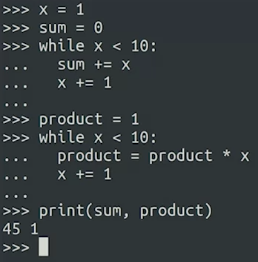 >>> x = 1
>>> sum = 0
>>> while x < 10:
...   sum += x
...   x += 1
...
>>> product = 1
>>> while x < 10:
...   product = product * x
...   x += 1
...
>>> print(sum, product)
45 1
>>>